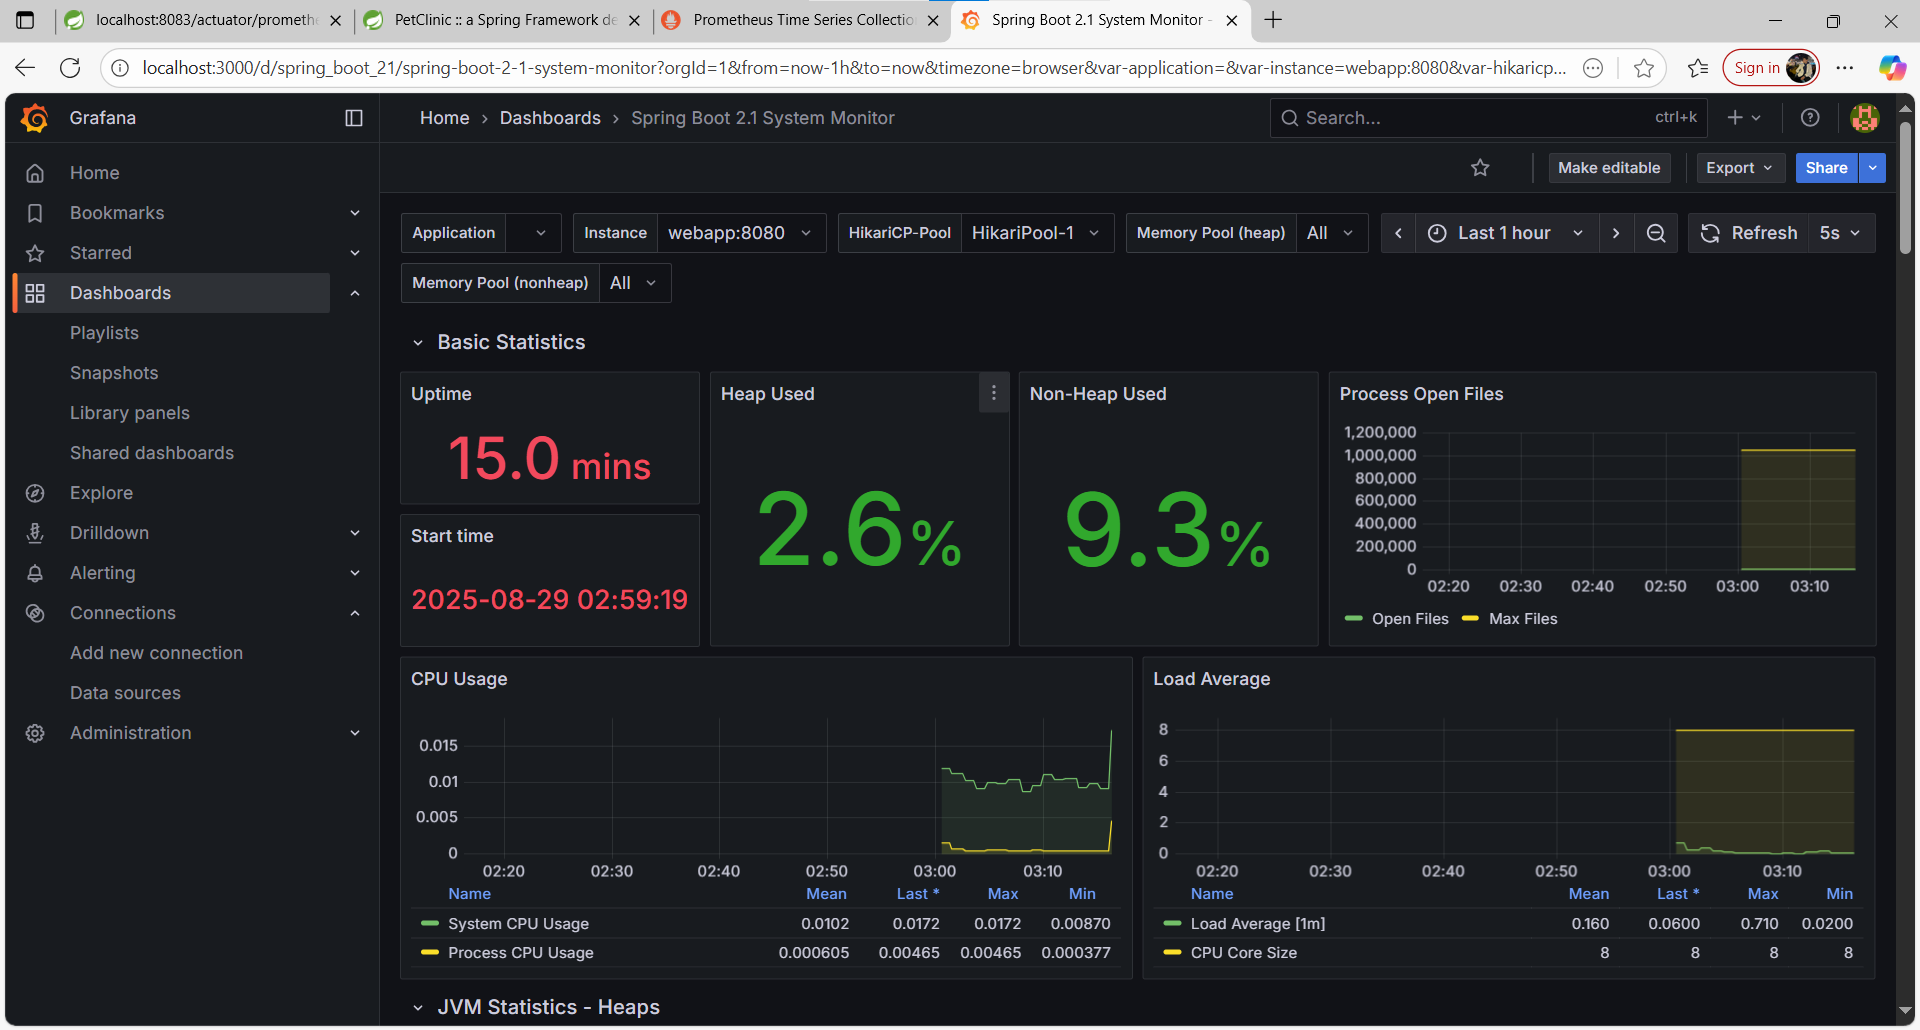 localhost:8083/actuator/prometh
PetClinic :: a Spring Framework de
Prometheus Time Series Collectio
Spring Boot 2.1 System Monitor -
localhost:3000/d/spring_boot_21/spring-boot-2-1-system-monitor?orgId=1&from=now-1h&to=now&timezone=browser&var-application=&var-instance=webapp:8080&var-hikaricp...
Sign in
Grafana
Home › Dashboards › Spring Boot 2.1 System Monitor
Search... ctrl+k
Make editable
Export
Share
Home
Bookmarks
Starred
Dashboards
Playlists
Snapshots
Library panels
Shared dashboards
Explore
Drilldown
Alerting
Connections
Add new connection
Data sources
Administration
Application
Instance webapp:8080
HikariCP-Pool HikariPool-1
Memory Pool (heap) All
Last 1 hour
Refresh 5s
Memory Pool (nonheap) All
Basic Statistics
Uptime
15.0 mins
Start time
2025-08-29 02:59:19
Heap Used
2.6%
Non-Heap Used
9.3%
Process Open Files
1,200,000
1,000,000
800,000
600,000
400,000
200,000
0
02:20 02:30 02:40 02:50 03:00 03:10
Open Files Max Files
CPU Usage
0.015
0.01
0.005
0
02:20 02:30 02:40 02:50 03:00 03:10
Name Mean Last * Max Min
System CPU Usage 0.0102 0.0172 0.0172 0.00870
Process CPU Usage 0.000605 0.00465 0.00465 0.000377
Load Average
8
6
4
2
0
02:20 02:30 02:40 02:50 03:00 03:10
Name Mean Last * Max Min
Load Average [1m] 0.160 0.0600 0.710 0.0200
CPU Core Size 8 8 8 8
JVM Statistics - Heaps